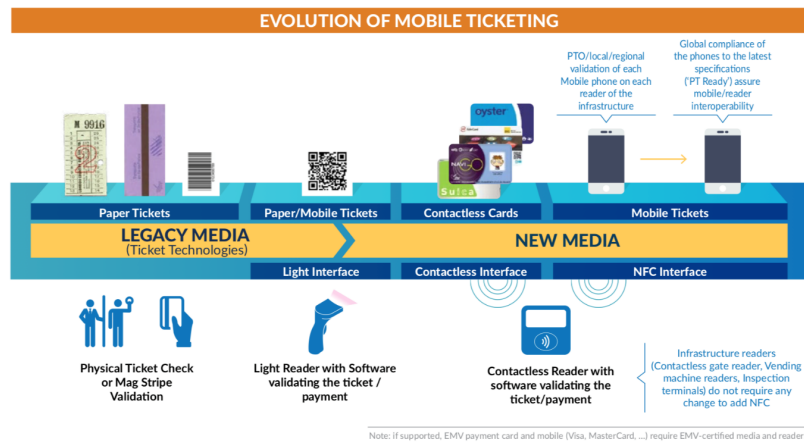 EVOLUTION OF MOBILE TICKETING
PTO/local/regional
validation of each
Mobile phone on each
reader of the
infrastructure
Global compliance of
the phones to the latest
specifications
('PT Ready') assure
mobile/reader
interoperability
N 9916
oyster
Suica
Paper Tickets
Paper/Mobile Tickets
Contactless Cards
Mobile Tickets
LEGACY MEDIA
(Ticket Technologies)
NEW MEDIA
Light Interface
Contactless Interface
NFC Interface
Physical Ticket Check
or Mag Stripe
Validation
Light Reader with Software
validating the ticket /
payment
Contactless Reader with
software validating the
ticket/payment
Infrastructure readers
(Contactless gate reader, Vending
machine readers, Inspection
terminals) do not require any
change to add NFC
Note: if supported, EMV payment card and mobile (Visa, MasterCard, ...) require EMV-certified media and reader